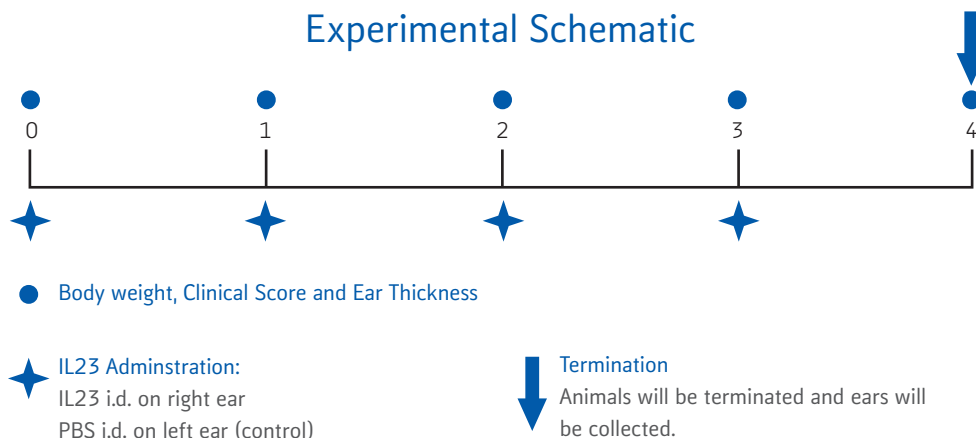 Experimental Schematic
0 1 2 3 4
Body weight, Clinical Score and Ear Thickness
IL23 Adminstration:
IL23 i.d. on right ear
PBS i.d. on left ear (control)
Termination
Animals will be terminated and ears will
be collected.